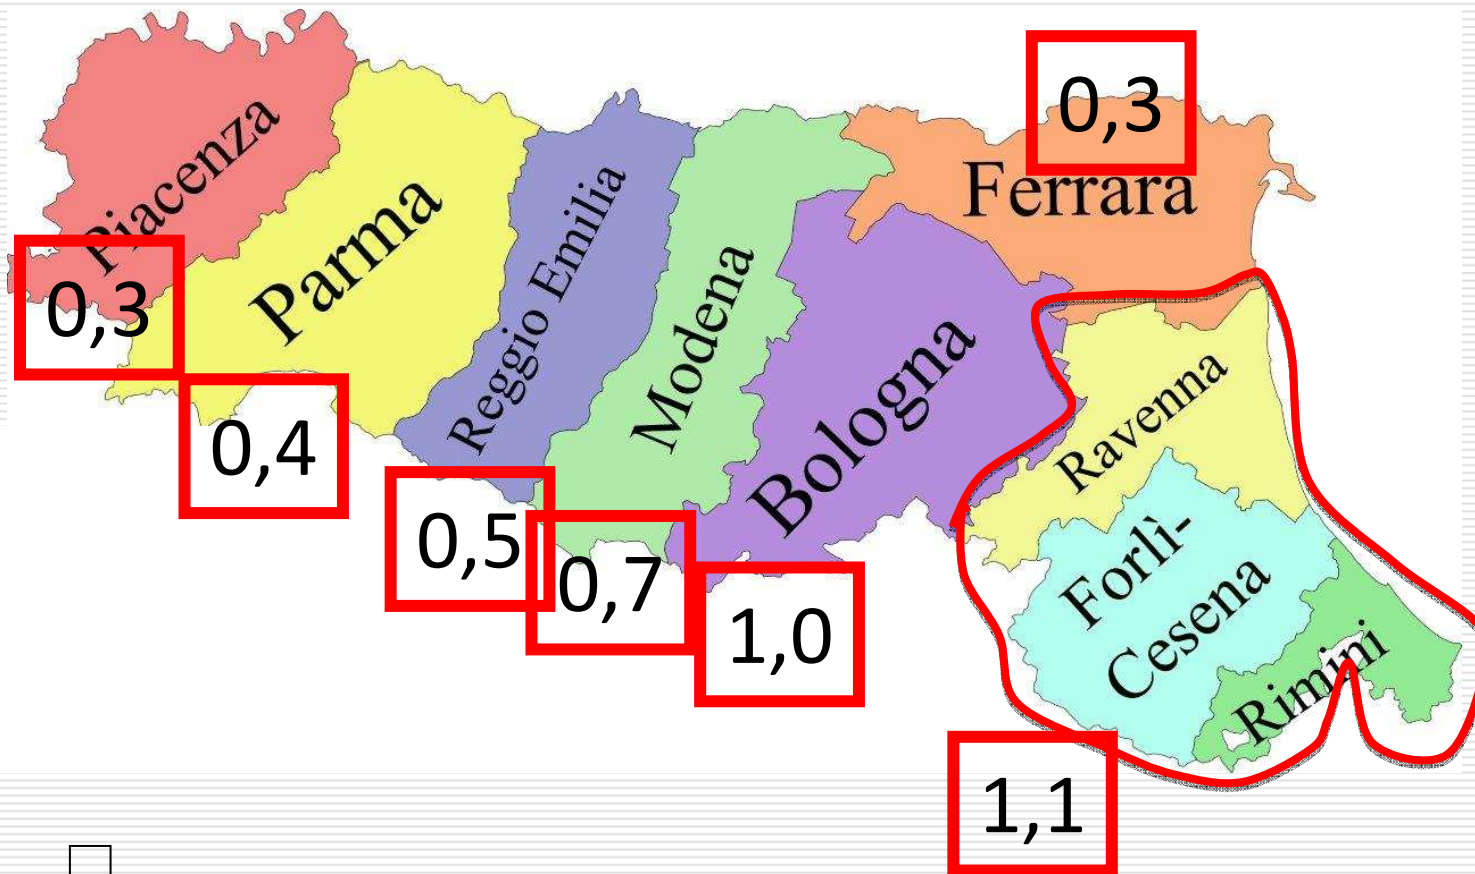 0,3
Ferrara
Piacenza
0,3
Parma
0,4
Reggio Emilia
0,5
Modena
0,7
Bologna
1,0
Ravenna
Forlì-
Cesena
Rimini
1,1